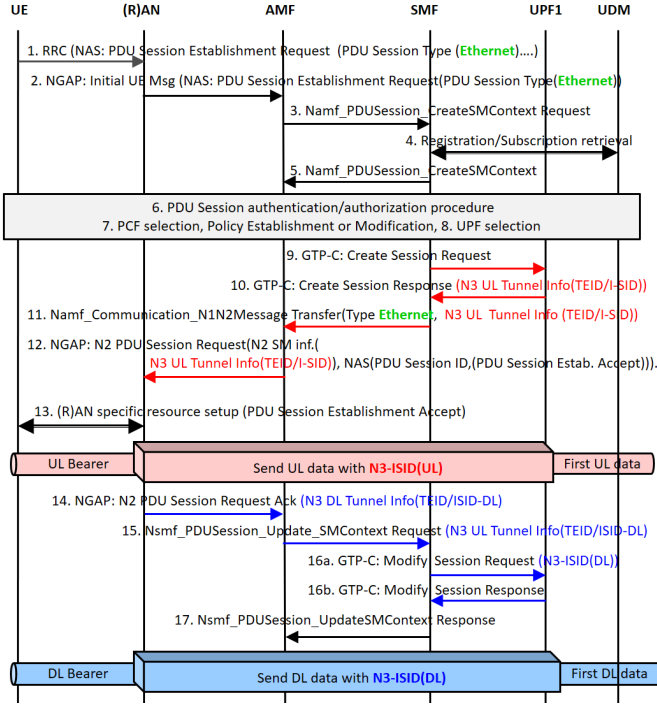 UE (R)AN AMF SMF UPF1 UDM
1. RRC (NAS: PDU Session Establishment Request (PDU Session Type (Ethernet)….)
2. NGAP: Initial UE Msg (NAS: PDU Session Establishment Request(PDU Session Type(Ethernet))
3. Namf_PDUSession_CreateSMContext Request
4. Registration/Subscription retrieval
5. Namf_PDUSession_CreateSMContext
6. PDU Session authentication/authorization procedure
7. PCF selection, Policy Establishment or Modification, 8. UPF selection
9. GTP-C: Create Session Request
10. GTP-C: Create Session Response (N3 UL Tunnel Info(TEID/I-SID))
11. Namf_Communication_N1N2Message Transfer(Type Ethernet, N3 UL Tunnel Info (TEID/I-SID))
12. NGAP: N2 PDU Session Request(N2 SM inf.(
N3 UL Tunnel Info(TEID/I-SID)), NAS(PDU Session ID,(PDU Session Estab. Accept))).
13. (R)AN specific resource setup (PDU Session Establishment Accept)
UL Bearer Send UL data with N3-ISID(UL) First UL data
14. NGAP: N2 PDU Session Request Ack (N3 DL Tunnel Info(TEID/ISID-DL)
15. Nsmf_PDUSession_Update_SMContext Request (N3 UL Tunnel Info(TEID/ISID-DL)
16a. GTP-C: Modify Session Request (N3-ISID(DL))
16b. GTP-C: Modify Session Response
17. Nsmf_PDUSession_UpdateSMContext Response
DL Bearer Send DL data with N3-ISID(DL) First DL data